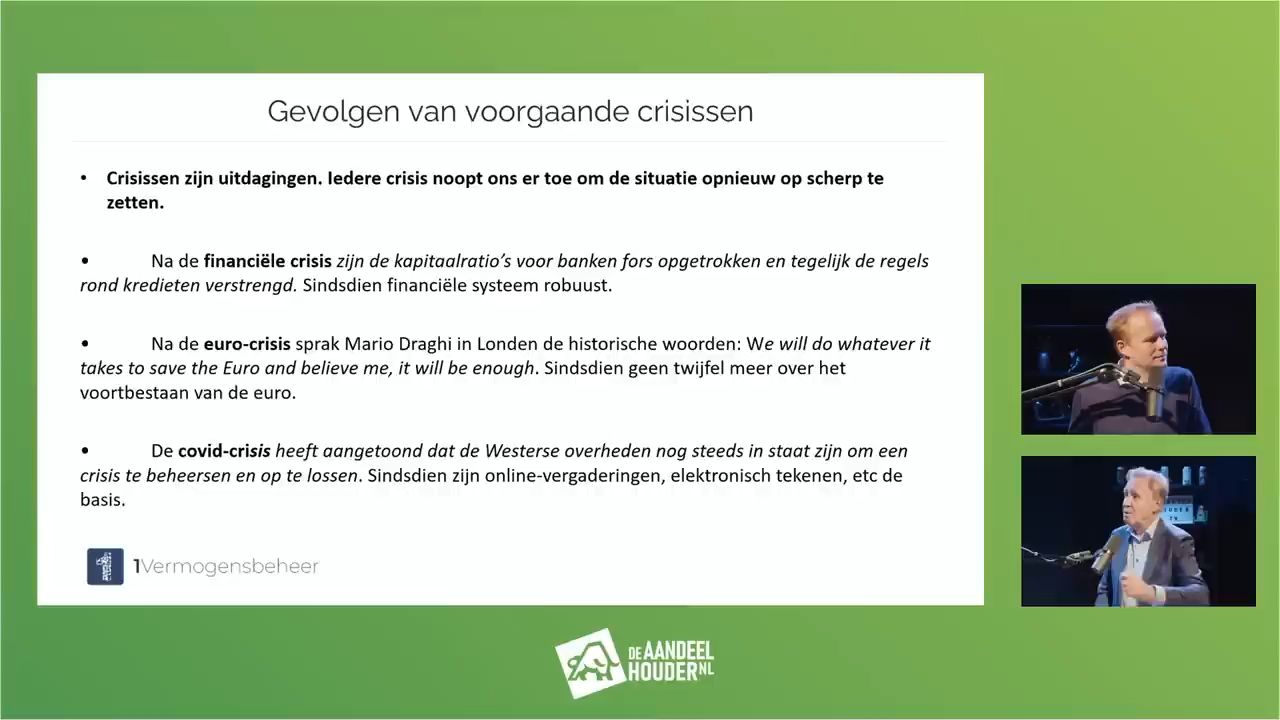 Gevolgen van voorgaande crisissen
• Crisissen zijn uitdagingen. Iedere crisis noopt ons er toe om de situatie opnieuw op scherp te
zetten.
• Na de financiële crisis zijn de kapitaalratio’s voor banken fors opgetrokken en tegelijk de regels
rond kredieten verstrengd. Sindsdien financiële systeem robuust.
• Na de euro-crisis sprak Mario Draghi in Londen de historische woorden: We will do whatever it
takes to save the Euro and believe me, it will be enough. Sindsdien geen twijfel meer over het
voortbestaan van de euro.
• De covid-crisis heeft aangetoond dat de Westerse overheden nog steeds in staat zijn om een
crisis te beheersen en op te lossen. Sindsdien zijn online-vergaderingen, elektronisch tekenen, etc de
basis.
1Vermogensbeheer
DE AANDEEL
HOUDER NL